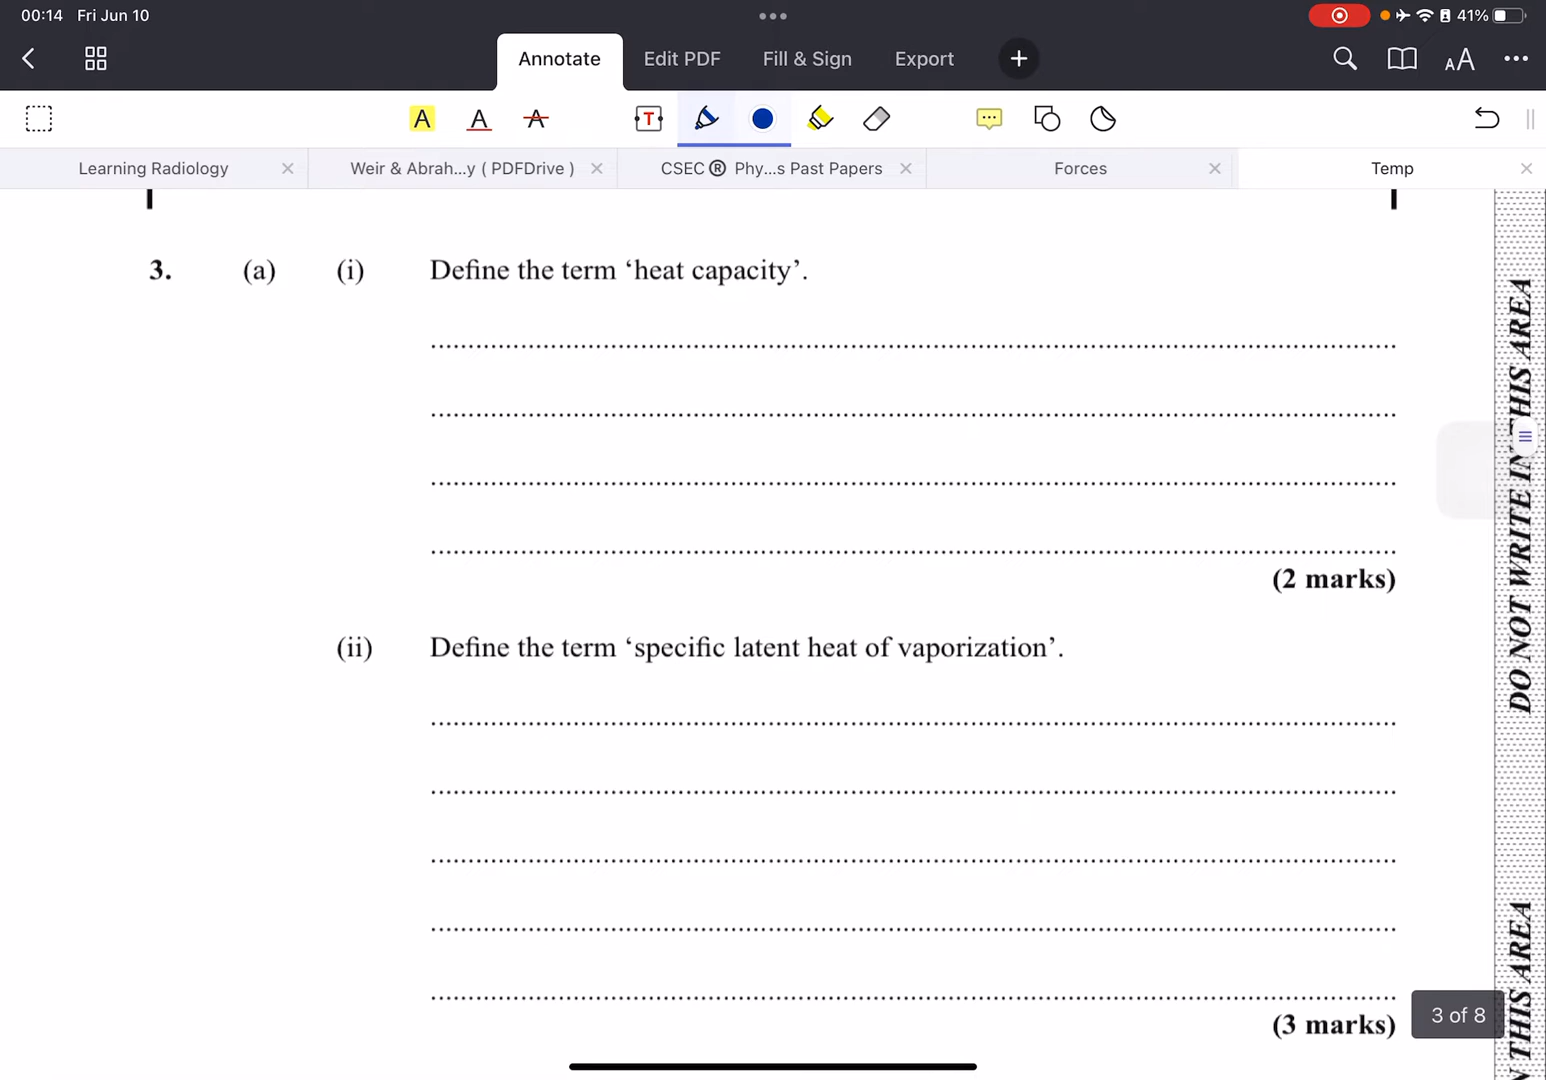 00:14 Fri Jun 10
41%
Annotate Edit PDF Fill & Sign Export
AA
A A A T
Learning Radiology Weir & Abrah...y ( PDFDrive ) CSEC ® Phy...s Past Papers Forces Temp
3. (a) (i) Define the term ‘heat capacity’.
(2 marks)
(ii) Define the term ‘specific latent heat of vaporization’.
(3 marks)
3 of 8
DO NOT WRITE IN THIS AREA
THIS AREA